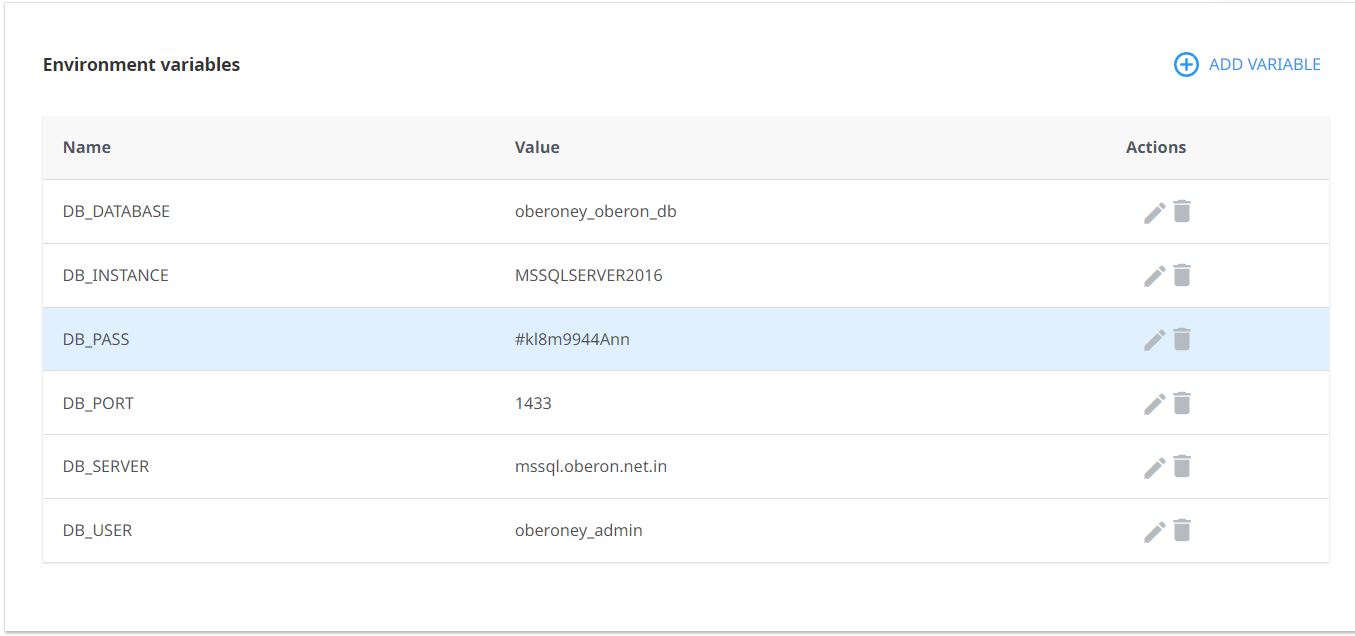 Environment variables
ADD VARIABLE
Name Value Actions
DB_DATABASE oberoney_oberon_db
DB_INSTANCE MSSQLSERVER2016
DB_PASS #kl8m9944Ann
DB_PORT 1433
DB_SERVER mssql.oberon.net.in
DB_USER oberoney_admin